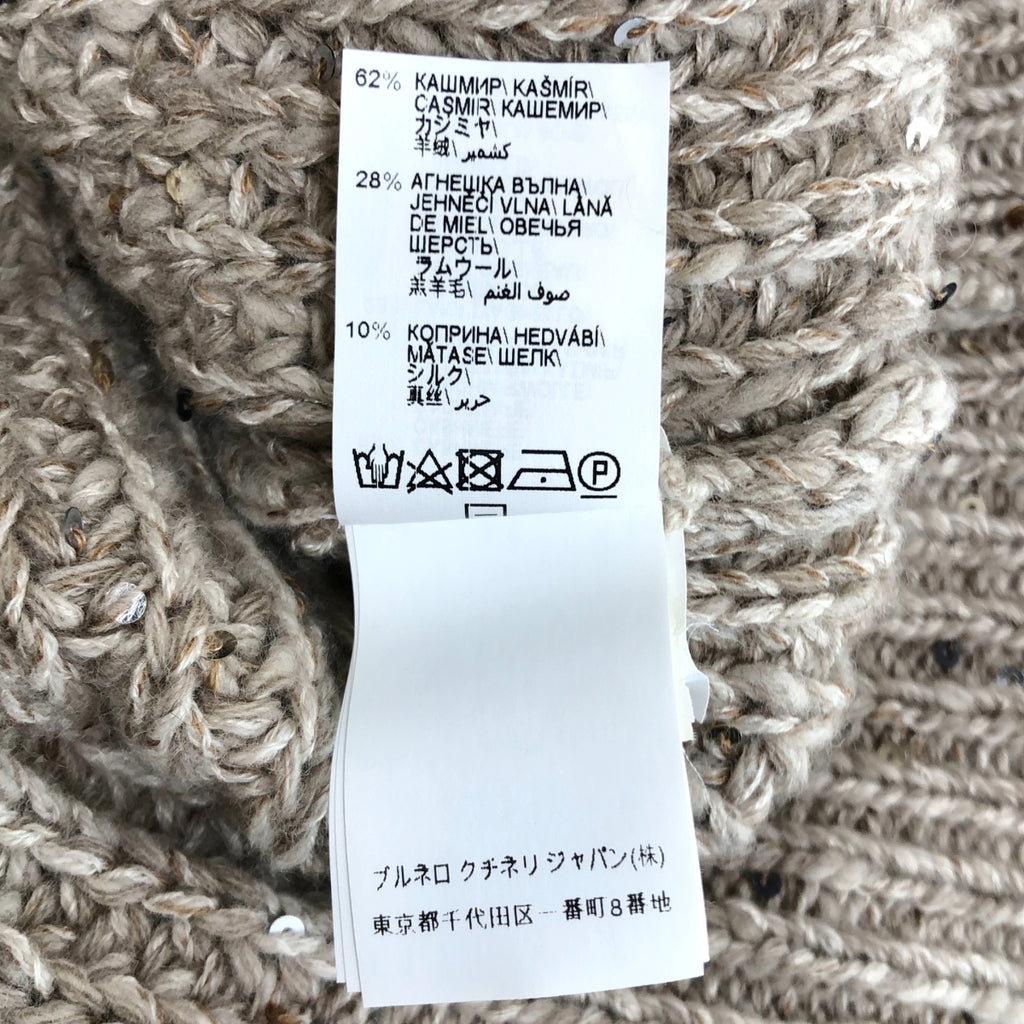 62% КАШМИР\ KAŠMÍR\
CAȘMIR\ КАШЕМИР\
カシミヤ\
羊绒\ كشمير
28% АГНЕШКА ВЪЛНА\
JEHNĚČÍ VLNA\ LÂNĂ
DE MIEL\ ОВЕЧЬЯ
ШЕРСТЬ\
ラムウール\
羔羊毛\ صوف الغنم
10% КОПРИНА\ HEDVÁBÍ\
MĂTASE\ ШЕЛК\
シルク\
真丝\ حرير
P
ブルネロ クチネリ ジャパン(株)
東京都千代田区一番町8番地